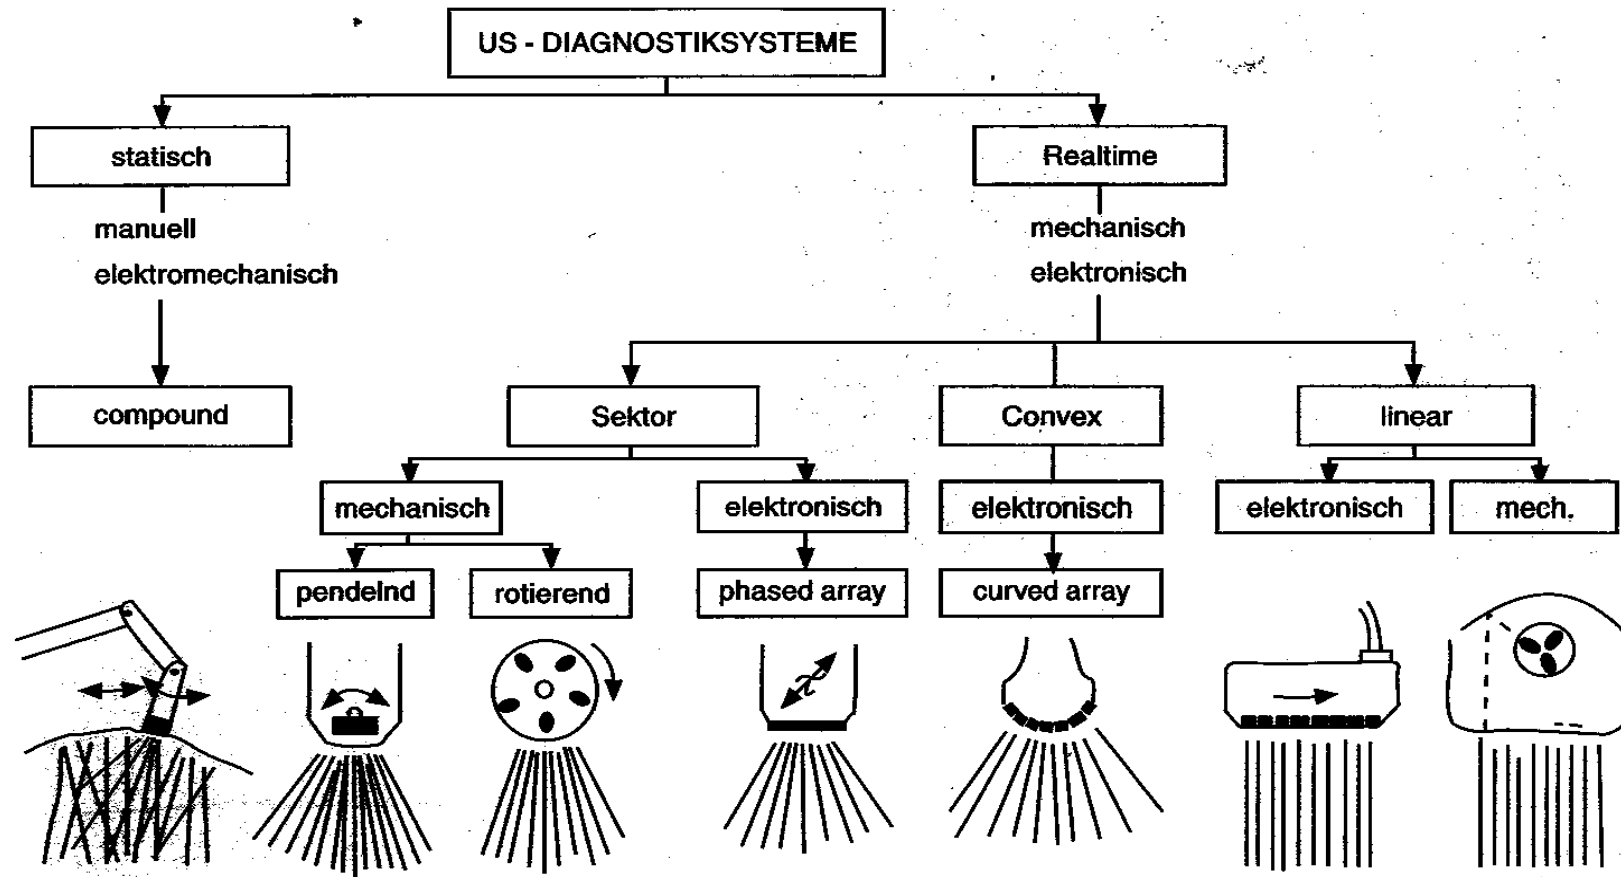 US - DIAGNOSTIKSYSTEME
statisch
Realtime
manuell
mechanisch
elektromechanisch
elektronisch
compound
Sektor
Convex
linear
mechanisch
elektronisch
elektronisch
elektronisch
mech.
pendelnd
rotierend
phased array
curved array